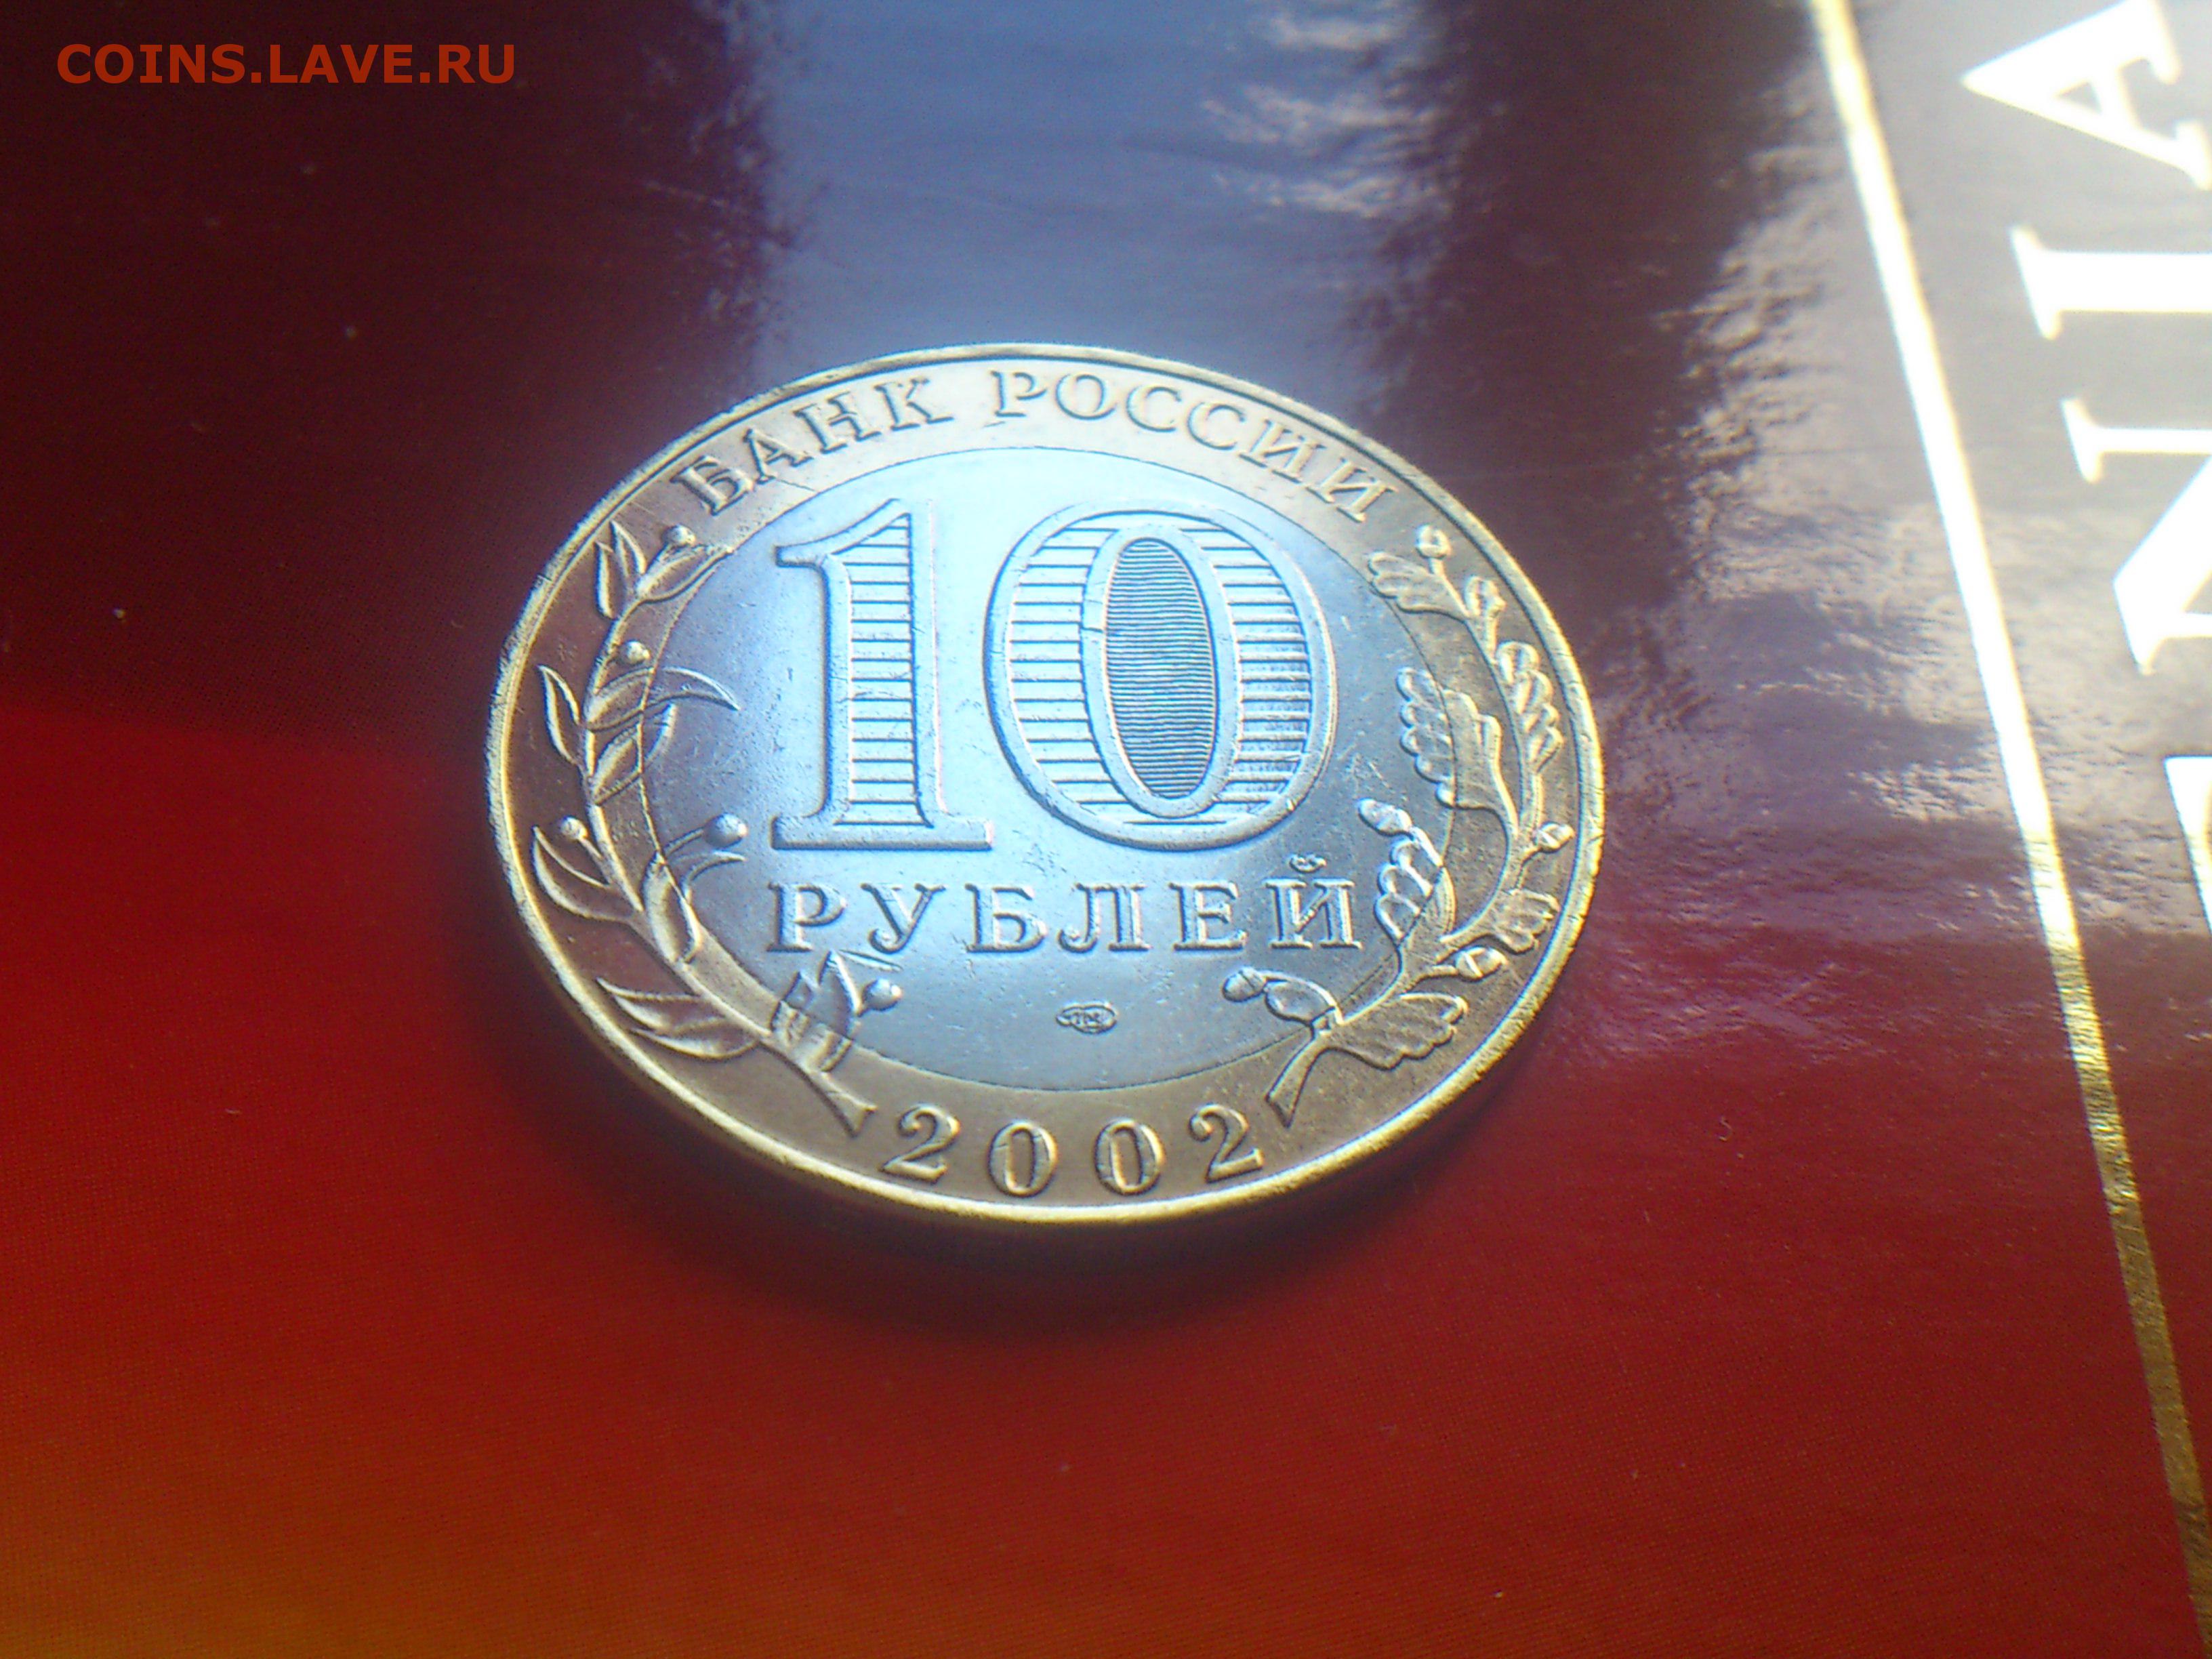 COINS.LAVE.RU
БАНК РОССИИ
10
РУБЛЕЙ
2002